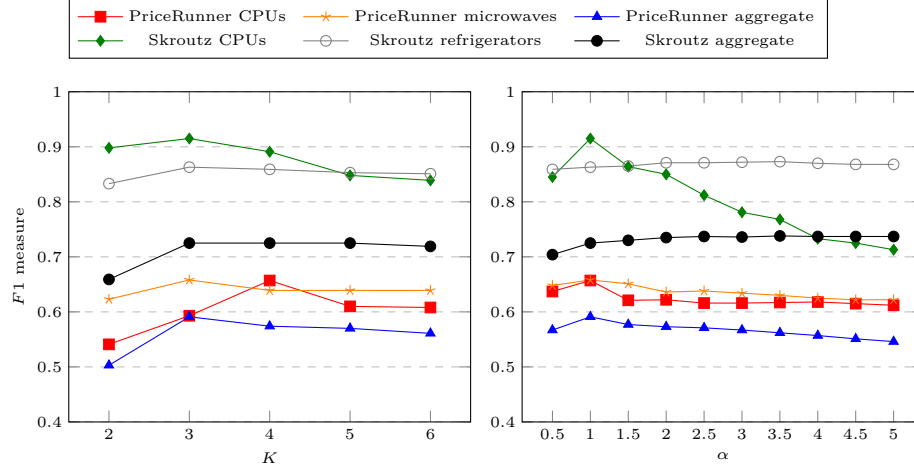 PriceRunner CPUs PriceRunner microwaves PriceRunner aggregate
Skroutz CPUs Skroutz refrigerators Skroutz aggregate
1 1
0.9 0.9
0.8 0.8
0.7 0.7
0.6 0.6
0.5 0.5
0.4 0.4
F1 measure
2 3 4 5 6 0.5 1 1.5 2 2.5 3 3.5 4 4.5 5
K α